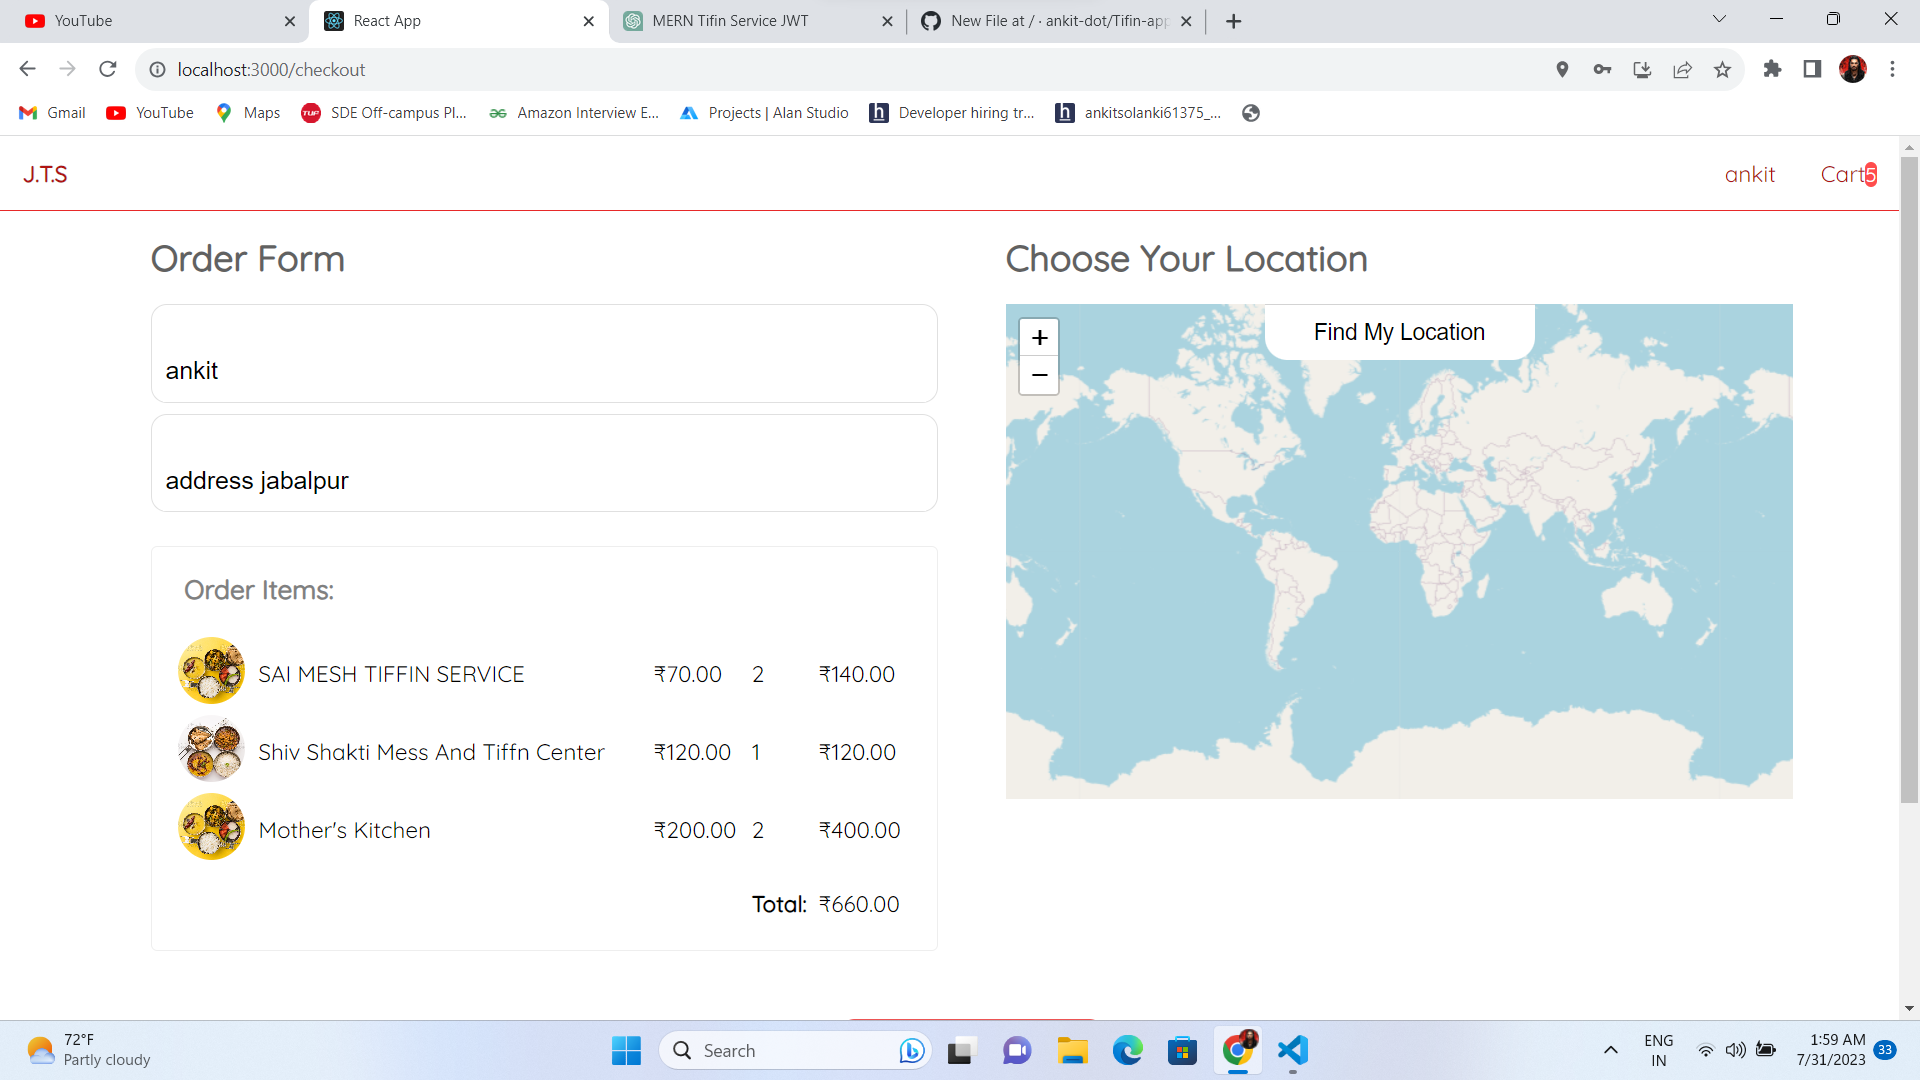 YouTube
React App
MERN Tifin Service JWT
New File at / · ankit-dot/Tifin-app
localhost:3000/checkout
Gmail
YouTube
Maps
TUP
SDE Off-campus Pl...
Amazon Interview E...
Projects | Alan Studio
h
Developer hiring tr...
h
ankitsolanki61375_...
J.T.S
ankit
Cart5
Order Form
Choose Your Location
ankit
address jabalpur
+
−
Find My Location
Order Items:
SAI MESH TIFFIN SERVICE ₹70.00 2 ₹140.00
Shiv Shakti Mess And Tiffn Center ₹120.00 1 ₹120.00
Mother's Kitchen ₹200.00 2 ₹400.00
Total: ₹660.00
72°F
Partly cloudy
Search
ENG
IN
1:59 AM
7/31/2023
33